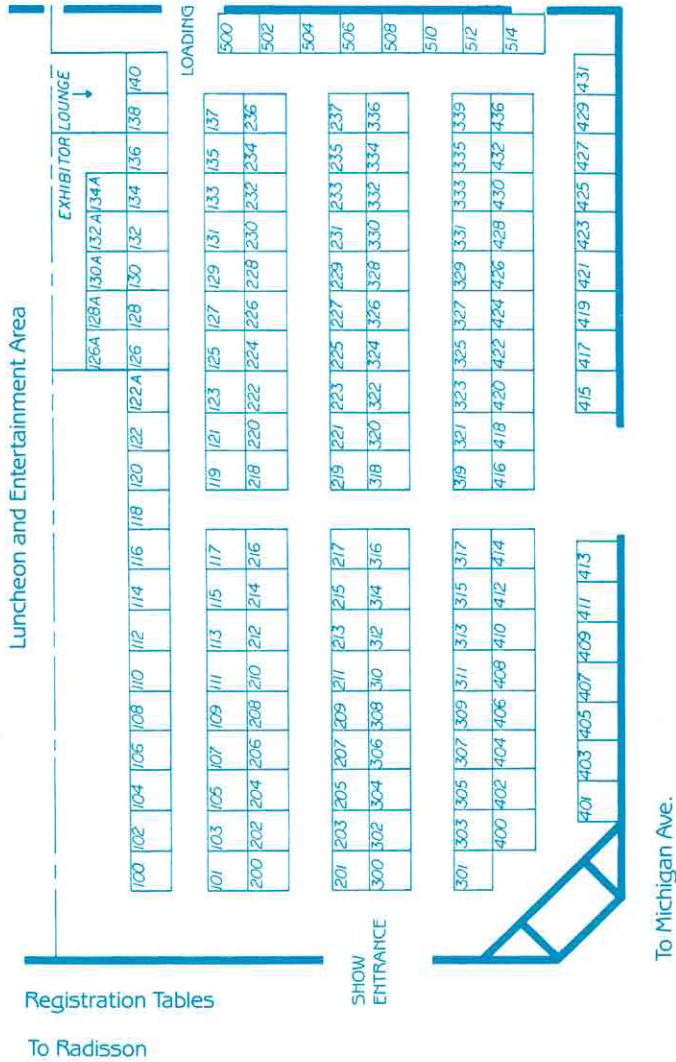 Luncheon and Entertainment Area
EXHIBITOR LOUNGE
126A 128A 130A 132A 134A
100 102 104 106 108 110 112 114 116 118 120 122 122A 126 128 130 132 134 136 138 140
LOADING
101 103 105 107 109 111 113 115 117 119 121 123 125 127 129 131 133 135 137
200 202 204 206 208 210 212 214 216 218 220 222 224 226 228 230 232 234 236
500 502 504 506 508 510 512 514
201 203 205 207 209 211 213 215 217 219 221 223 225 227 229 231 233 235 237
300 302 304 306 308 310 312 314 316 318 320 322 324 326 328 330 332 334 336
301 303 305 307 309 311 313 315 317 319 321 323 325 327 329 331 333 335 339
400 402 404 406 408 410 412 414 416 418 420 422 424 426 428 430 432 436
401 403 405 407 409 411 413 415 417 419 421 423 425 427 429 431
SHOW
ENTRANCE
Registration Tables
To Radisson
To Michigan Ave.